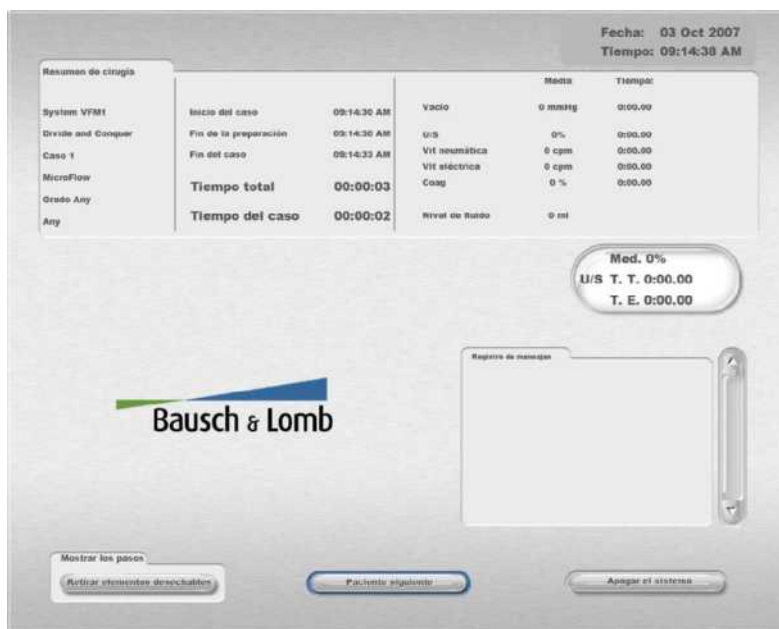 Fecha: 03 Oct 2007
Tiempo: 09:14:38 AM
Resumen de cirugía
Media Tiempo:
System VFM1
Inicio del caso 09:14:30 AM
Vacío 0 mmHg 0:00.00
Divide and Conquer
Fin de la preparación 09:14:30 AM
U/S 0% 0:00.00
Caso 1
Fin del caso 09:14:33 AM
Vit neumática 0 cpm 0:00.00
Vit eléctrica 0 cpm 0:00.00
MicroFlow
Tiempo total 00:00:03
Coag 0 % 0:00.00
Grado Any
Any
Tiempo del caso 00:00:02
Nivel de fluido 0 ml
Med. 0%
U/S T. T. 0:00.00
T. E. 0:00.00
Registro de mensajes
Bausch & Lomb
Mostrar los pasos
Retirar elementos desechables
Paciente siguiente
Apagar el sistema